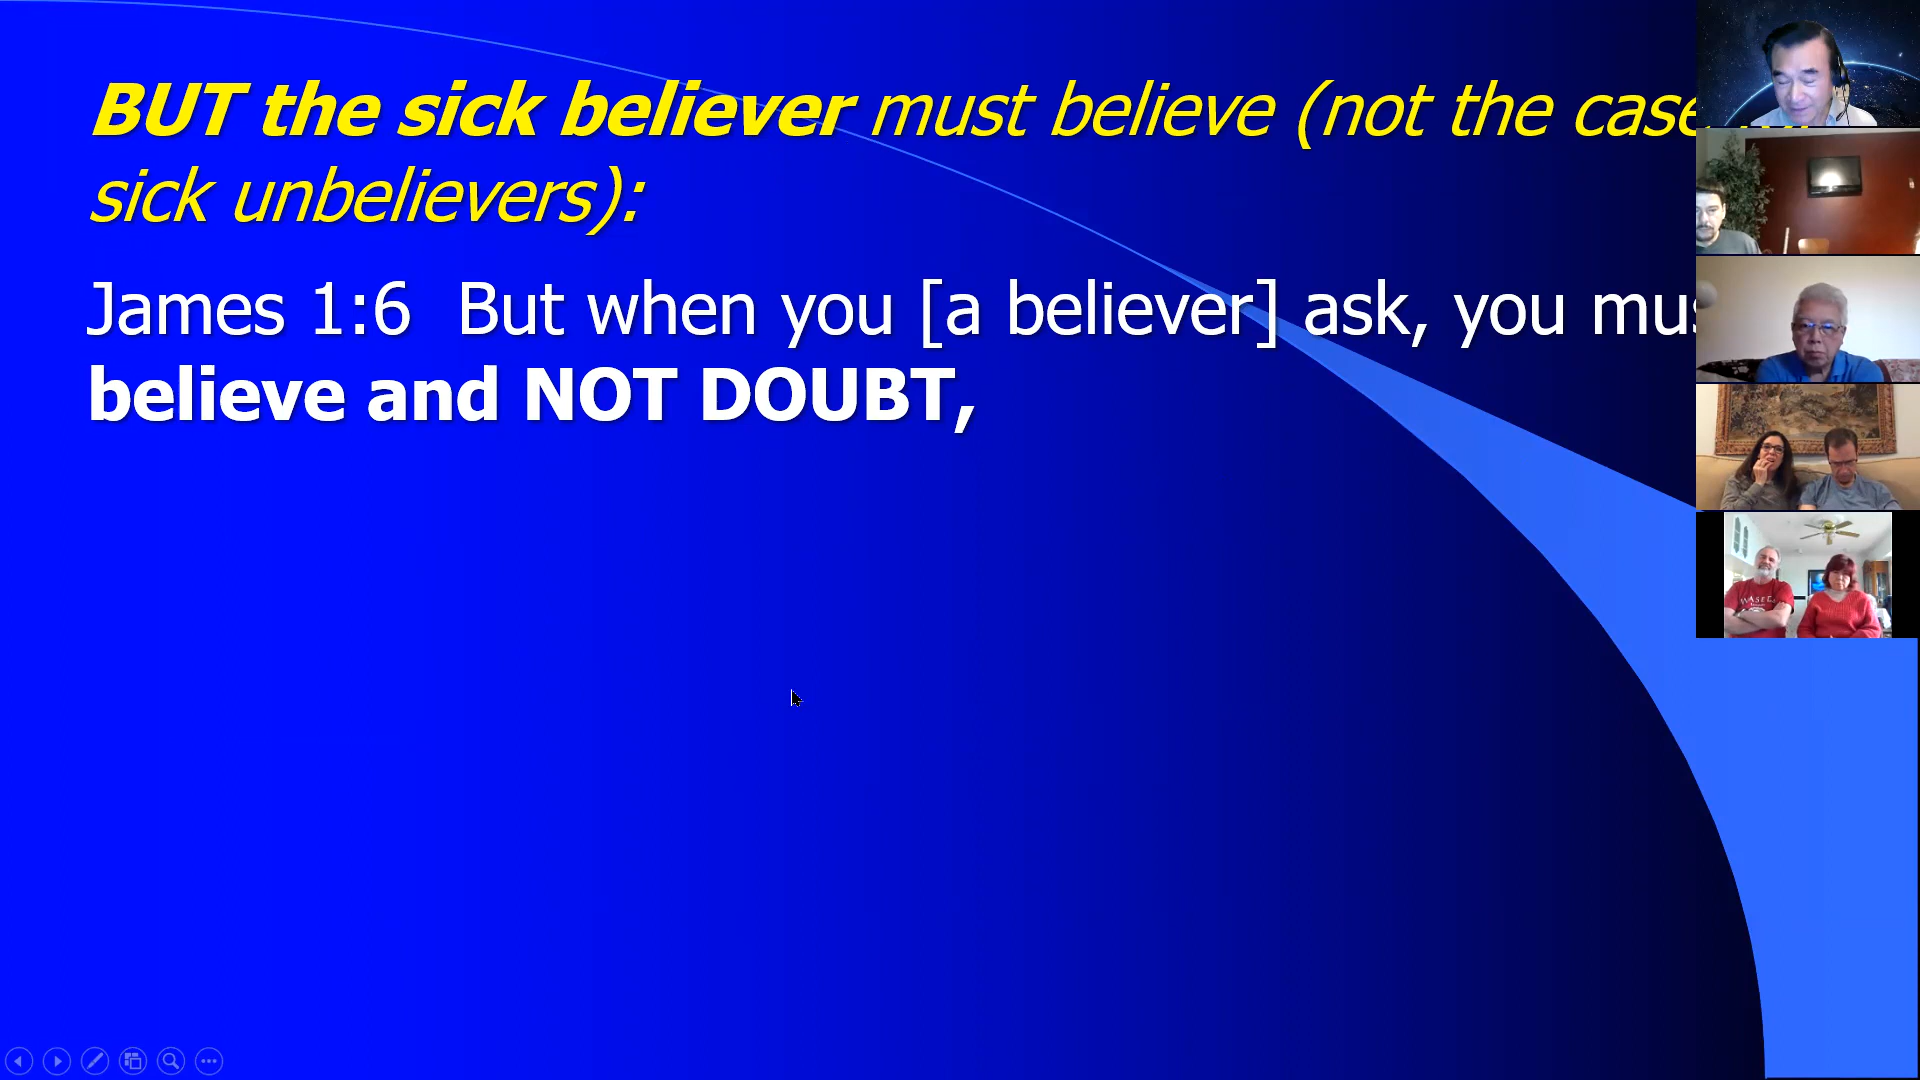 BUT the sick believer must believe (not the case
sick unbelievers):
James 1:6 But when you [a believer] ask, you
believe and NOT DOUBT,